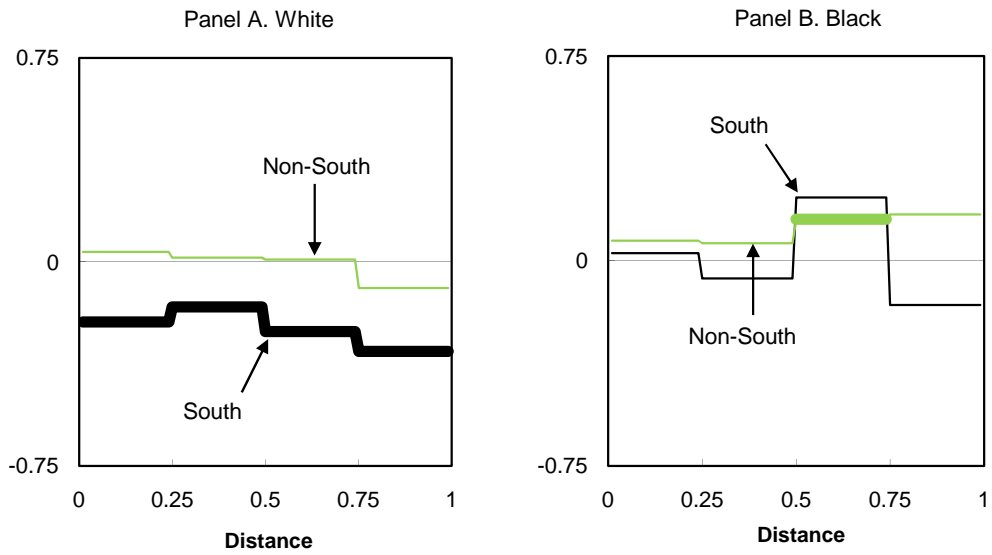 Panel A. White
0.75
Non-South
0
South
-0.75
0 0.25 0.5 0.75 1
Distance
Panel B. Black
0.75
South
0
Non-South
-0.75
0 0.25 0.5 0.75 1
Distance